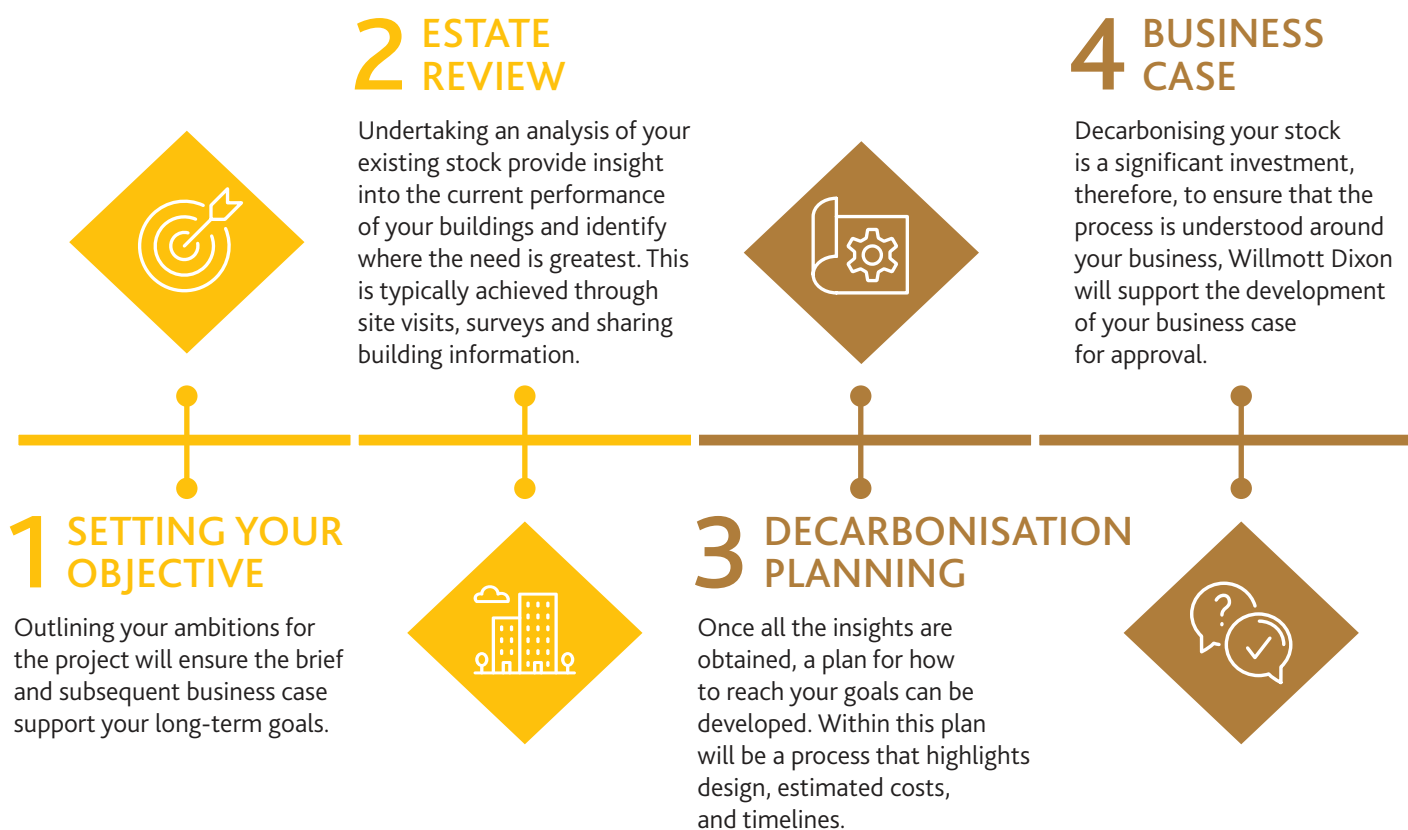 1 SETTING YOUR
OBJECTIVE
Outlining your ambitions for
the project will ensure the brief
and subsequent business case
support your long-term goals.
2 ESTATE
REVIEW
Undertaking an analysis of your
existing stock provide insight
into the current performance
of your buildings and identify
where the need is greatest. This
is typically achieved through
site visits, surveys and sharing
building information.
3 DECARBONISATION
PLANNING
Once all the insights are
obtained, a plan for how
to reach your goals can be
developed. Within this plan
will be a process that highlights
design, estimated costs,
and timelines.
4 BUSINESS
CASE
Decarbonising your stock
is a significant investment,
therefore, to ensure that the
process is understood around
your business, Willmott Dixon
will support the development
of your business case
for approval.
?